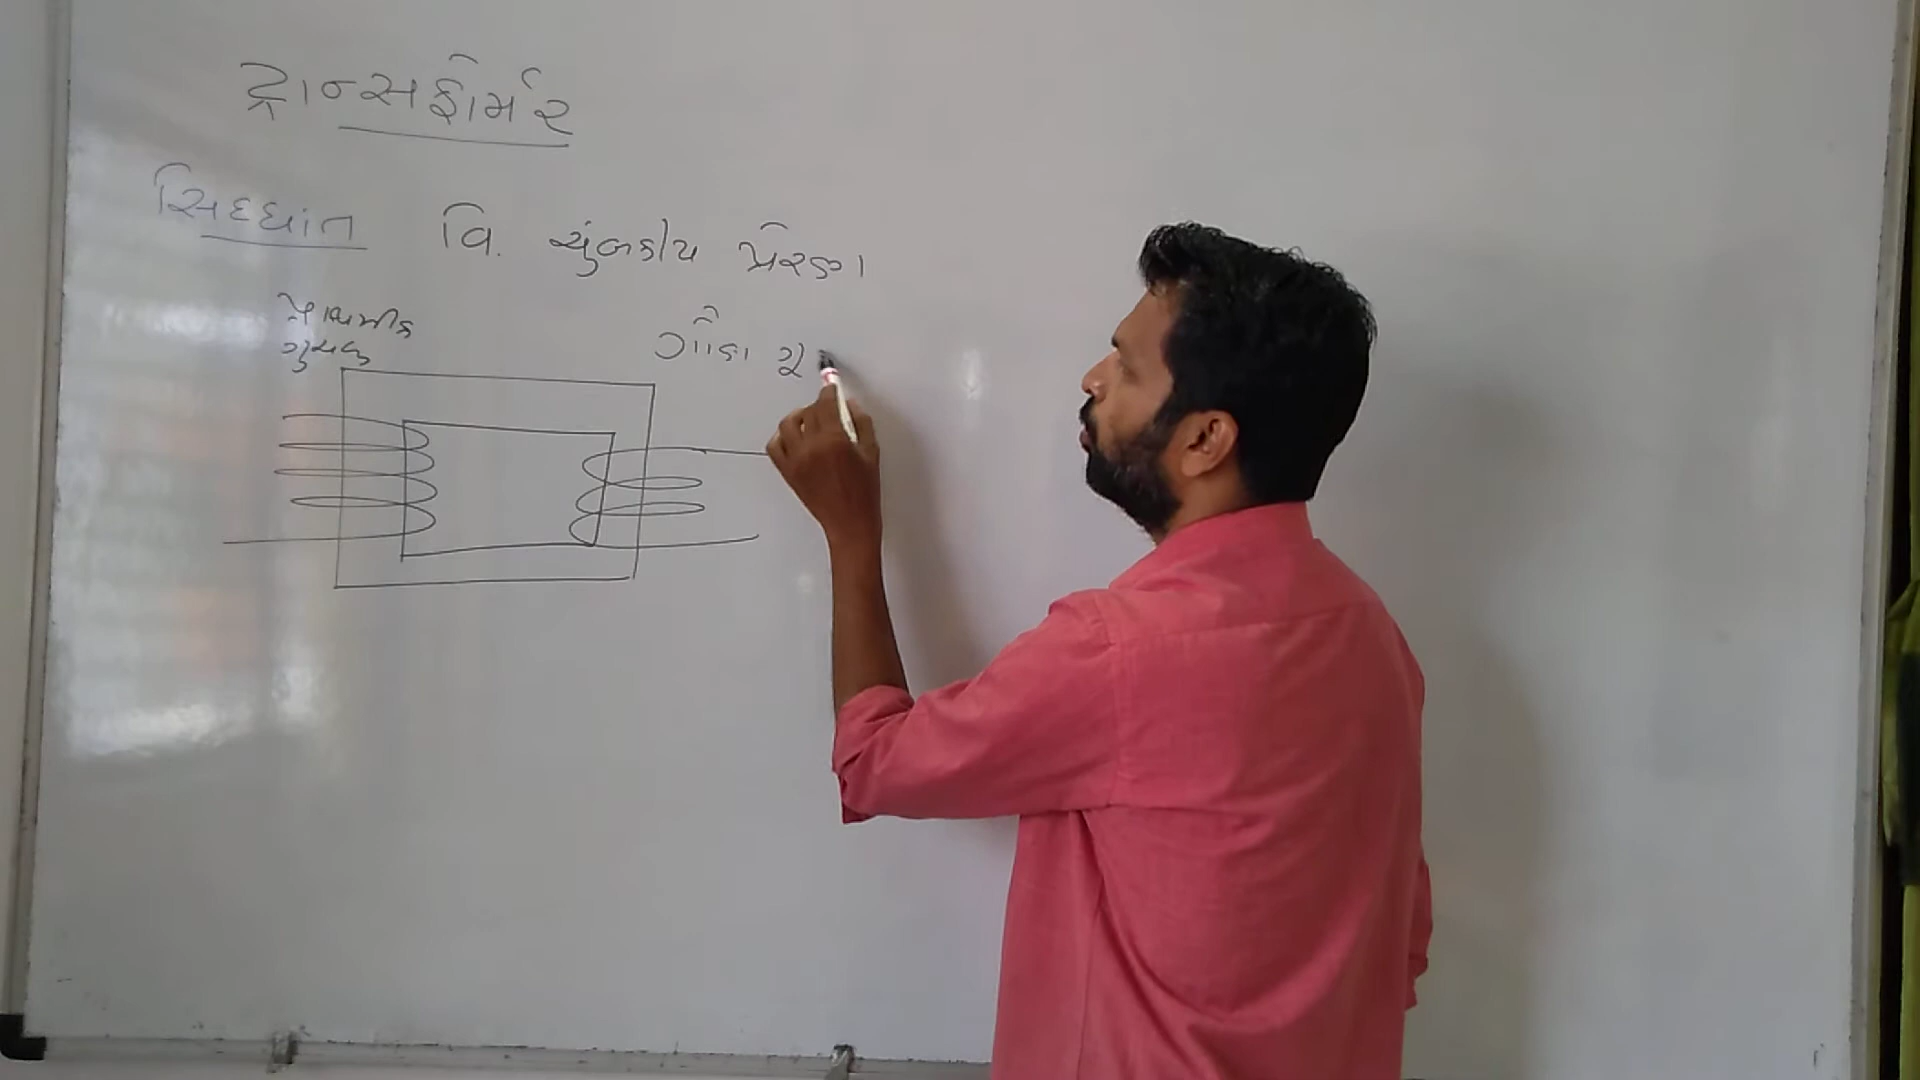 ટ્રાન્સફોર્મર
સિધ્ધાંત વિ. ચુંબકીય પ્રેરણ
પ્રાથમીક
ગુચળુ
ગૌણ ગૂ